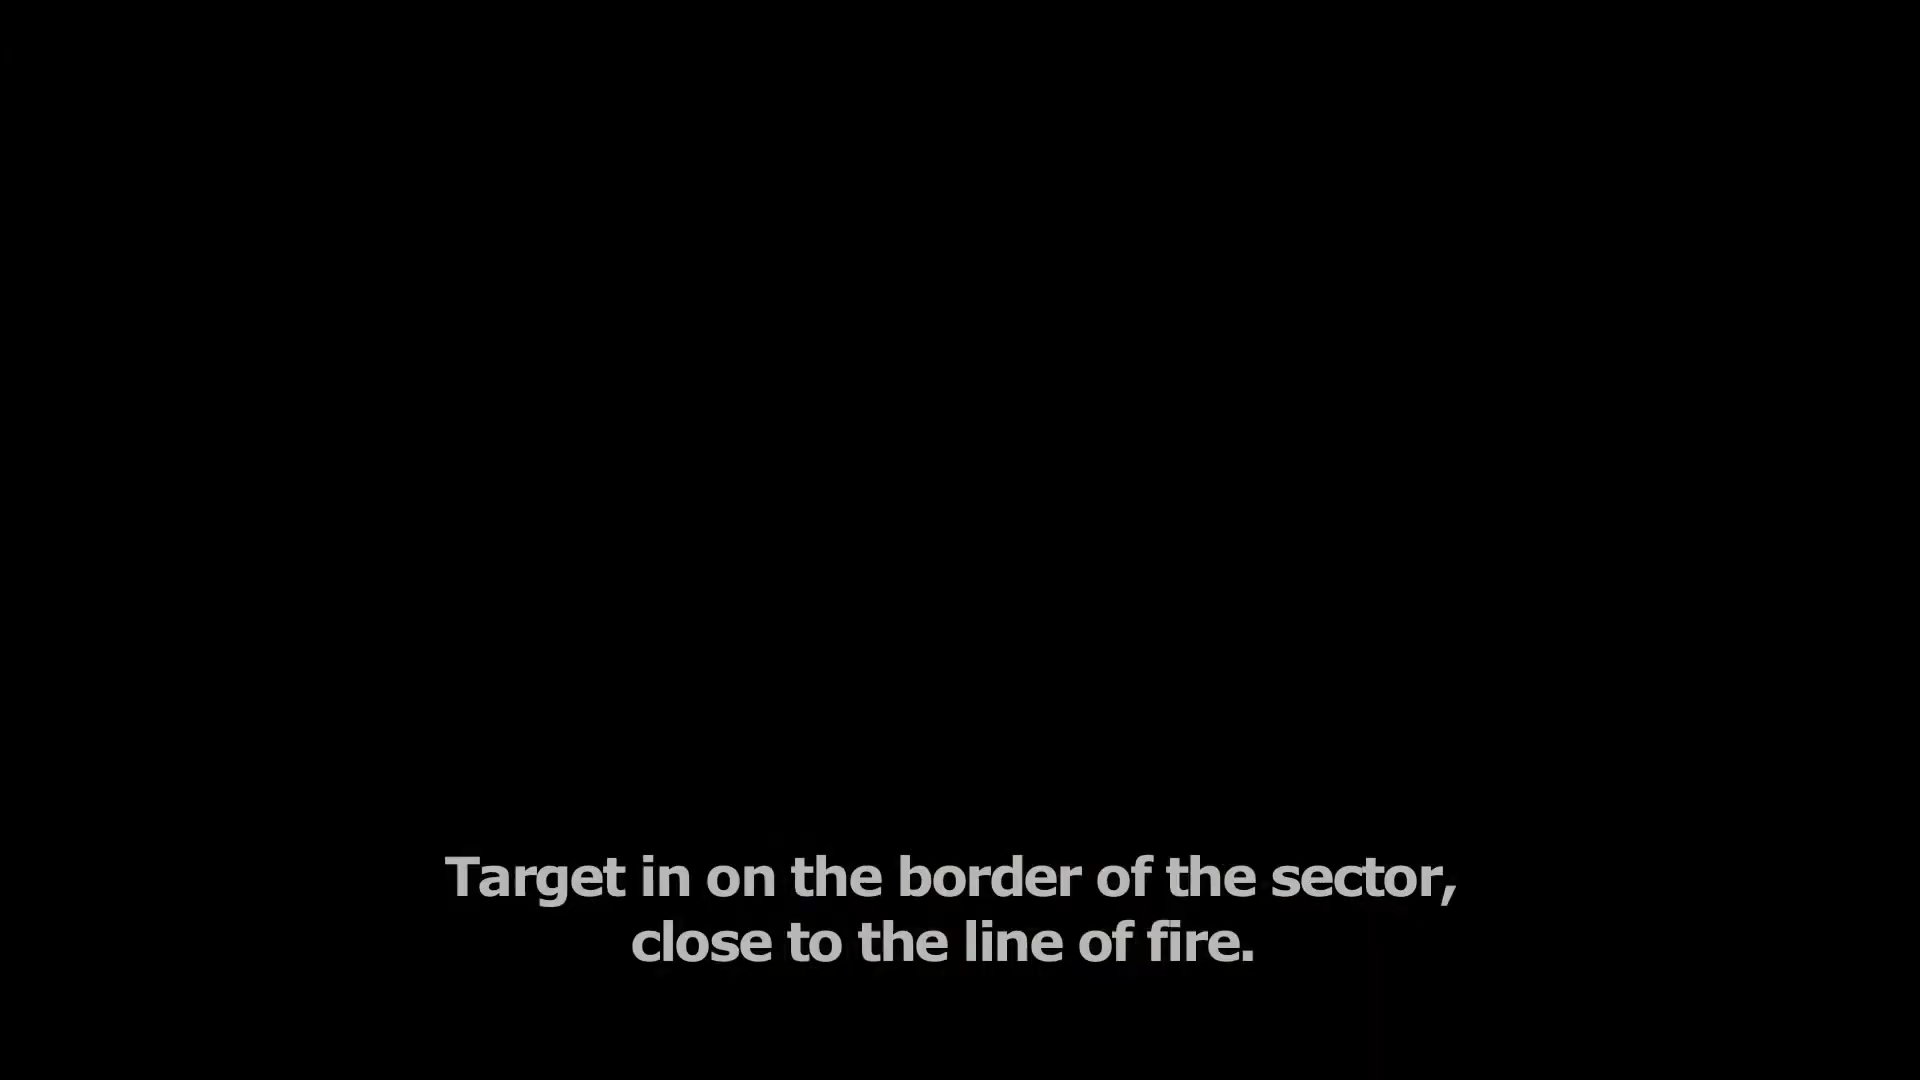 Target in on the border of the sector,
close to the line of fire.